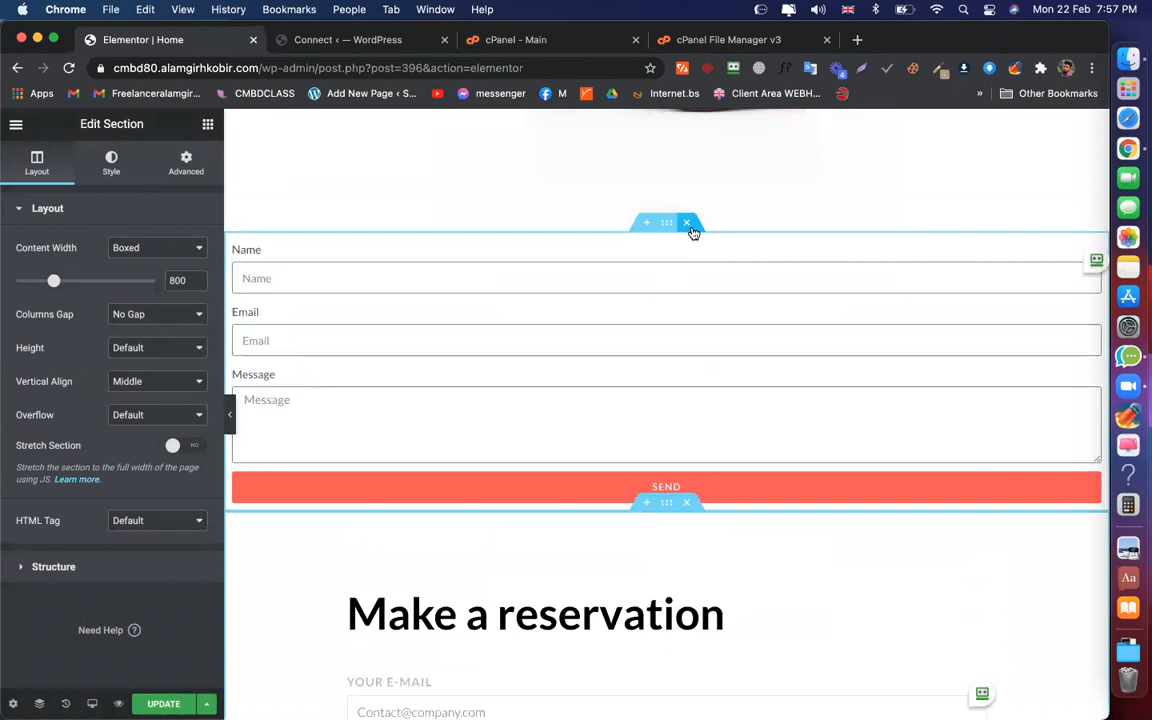 Chrome File Edit View History Bookmarks People Tab Window Help
Mon 22 Feb 7:57 PM
Elementor | Home
Connect ‹ — WordPress
cPanel - Main
cPanel File Manager v3
cmbd80.alamgirhkobir.com/wp-admin/post.php?post=396&action=elementor
Apps
Freelanceralamgir...
CMBDCLASS
Add New Page ‹ S...
messenger
M
Internet.bs
Client Area WEBH...
»
Other Bookmarks
Edit Section
Layout
Style
Advanced
Layout
Content Width
Boxed
800
Columns Gap
No Gap
Height
Default
Vertical Align
Middle
Overflow
Default
Stretch Section
NO
Stretch the section to the full width of the page
using JS. Learn more.
HTML Tag
Default
Structure
Need Help
UPDATE
Name
Name
Email
Email
Message
Message
SEND
Make a reservation
YOUR E-MAIL
Contact@company.com